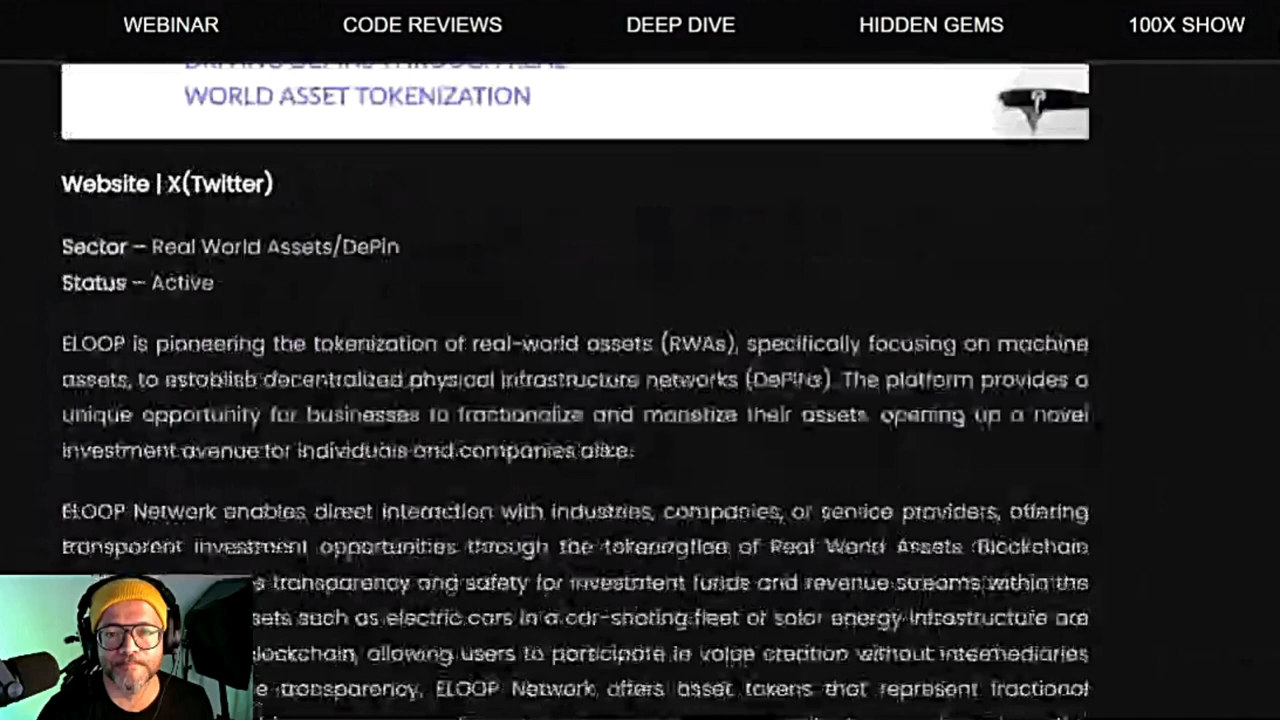 WEBINAR CODE REVIEWS DEEP DIVE HIDDEN GEMS 100X SHOW
DRIVING DEPINS THROUGH REAL
WORLD ASSET TOKENIZATION
Website | X(Twitter)
Sector – Real World Assets/DePin
Status – Active
ELOOP is pioneering the tokenization of real-world assets (RWAs), specifically focusing on machine
assets, to establish decentralized physical infrastructure networks (DePINs). The platform provides a
unique opportunity for businesses to fractionalize and monetize their assets, opening up a novel
investment avenue for individuals and companies alike.
ELOOP Network enables direct interaction with industries, companies, or service providers, offering
transparent investment opportunities through the tokenization of Real World Assets. Blockchain
transparency and safety for investment funds and revenue streams within the
such as electric cars in a car-sharing fleet or solar energy infrastructure are
allowing users to participate in value creation without intermediaries
transparency, ELOOP Network offers asset tokens that represent fractional